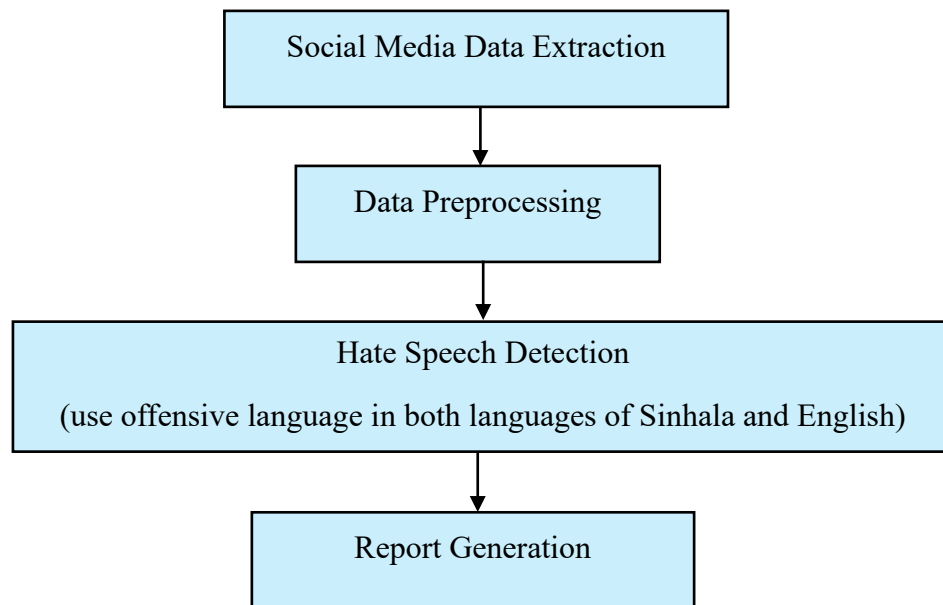 Social Media Data Extraction
Data Preprocessing
Hate Speech Detection
(use offensive language in both languages of Sinhala and English)
Report Generation